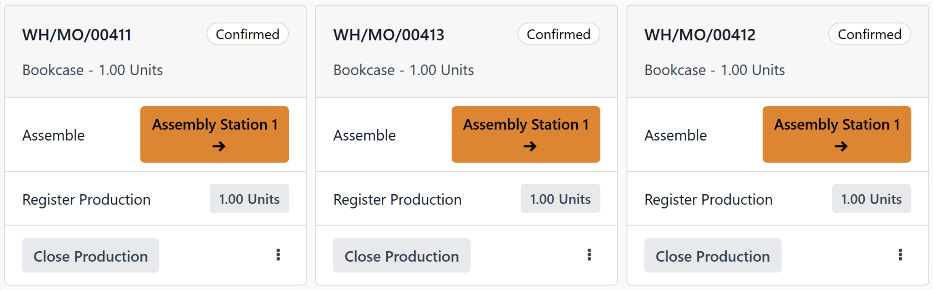 WH/MO/00411 Confirmed
Bookcase - 1.00 Units
Assemble
Assembly Station 1
→
Register Production 1.00 Units
Close Production
WH/MO/00413 Confirmed
Bookcase - 1.00 Units
Assemble
Assembly Station 1
→
Register Production 1.00 Units
Close Production
WH/MO/00412 Confirmed
Bookcase - 1.00 Units
Assemble
Assembly Station 1
→
Register Production 1.00 Units
Close Production